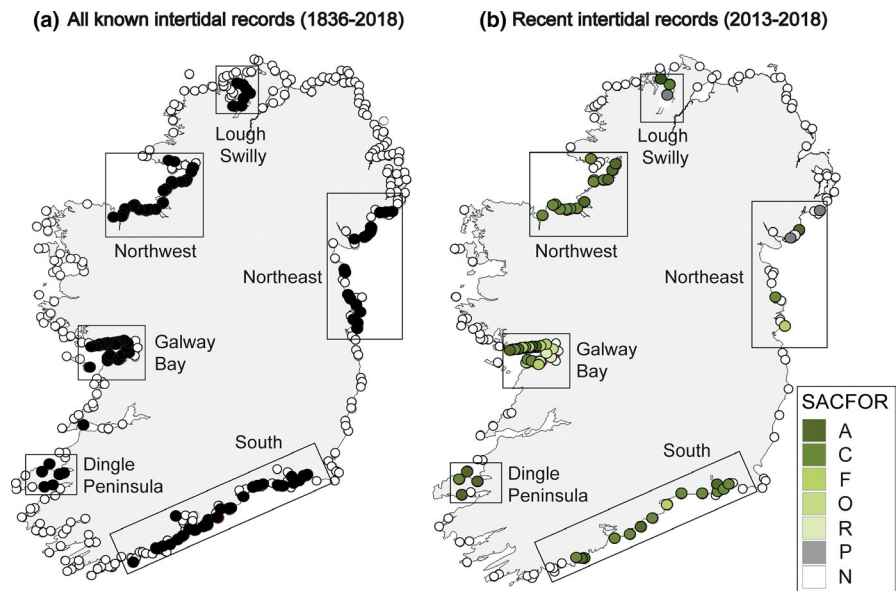 (a) All known intertidal records (1836-2018)
Lough
Swilly
Northwest
Northeast
Galway
Bay
South
Dingle
Peninsula
(b) Recent intertidal records (2013-2018)
Lough
Swilly
Northwest
Northeast
Galway
Bay
South
Dingle
Peninsula
SACFOR
A
C
F
O
R
P
N